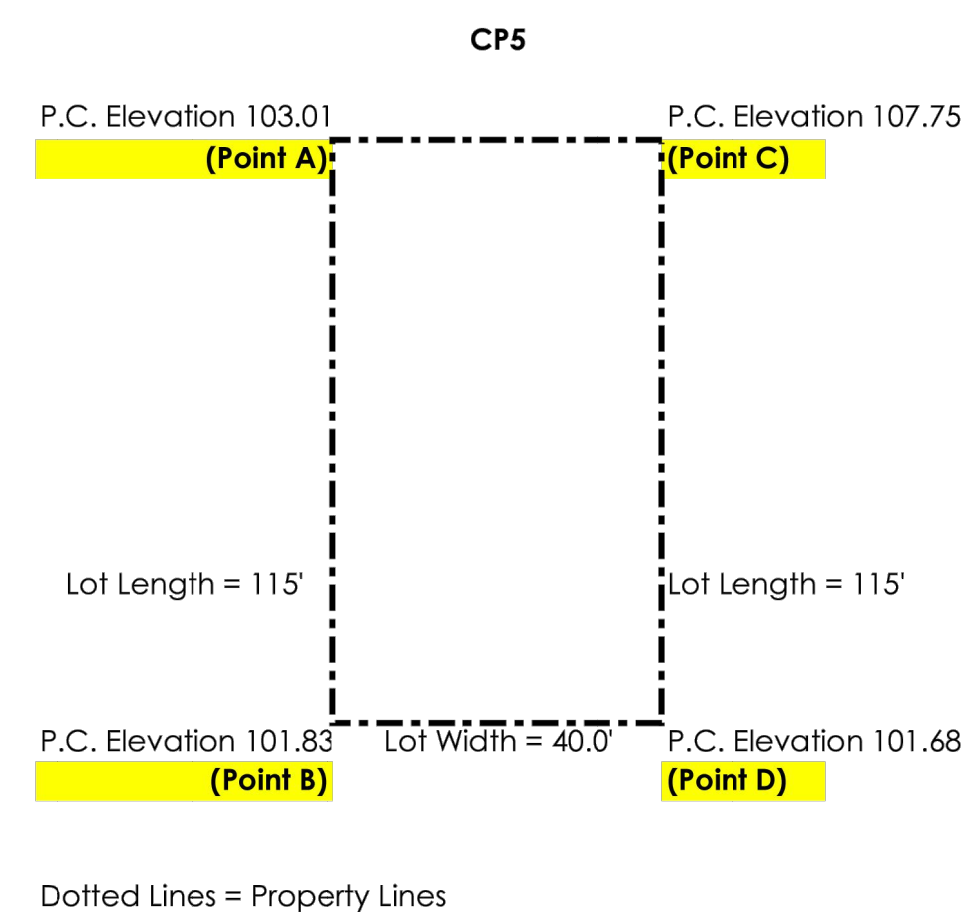 CP5
P.C. Elevation 103.01
(Point A)
P.C. Elevation 107.75
(Point C)
Lot Length = 115'
Lot Length = 115'
P.C. Elevation 101.83
(Point B)
Lot Width = 40.0'
P.C. Elevation 101.68
(Point D)
Dotted Lines = Property Lines